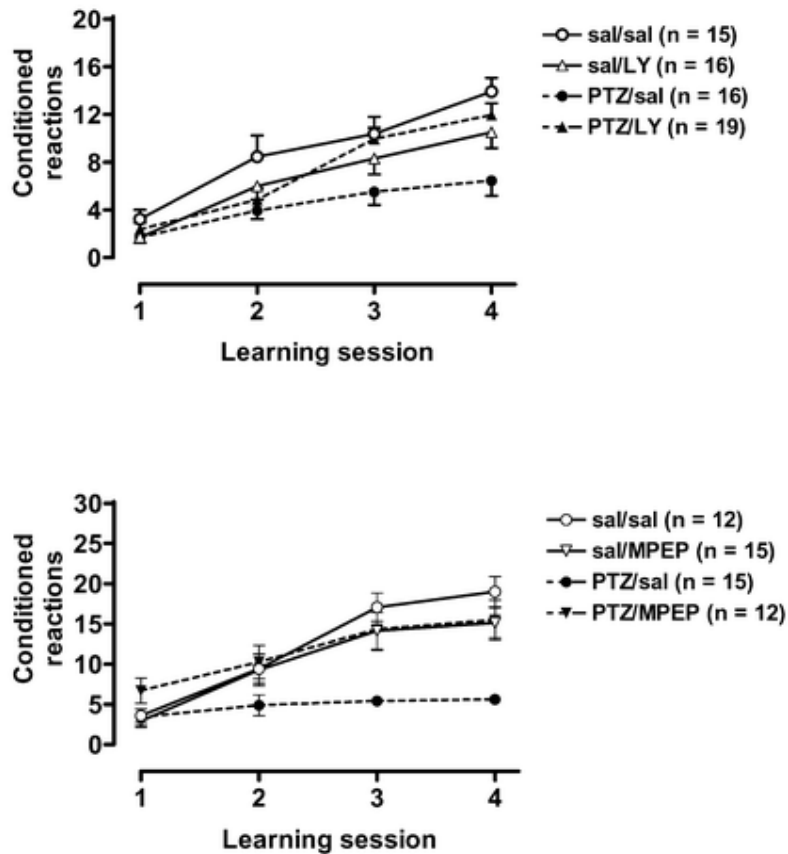 20
16
12
8
4
0
Conditioned
reactions
1 2 3 4
Learning session
sal/sal (n = 15)
sal/LY (n = 16)
PTZ/sal (n = 16)
PTZ/LY (n = 19)
30
25
20
15
10
5
0
Conditioned
reactions
1 2 3 4
Learning session
sal/sal (n = 12)
sal/MPEP (n = 15)
PTZ/sal (n = 15)
PTZ/MPEP (n = 12)